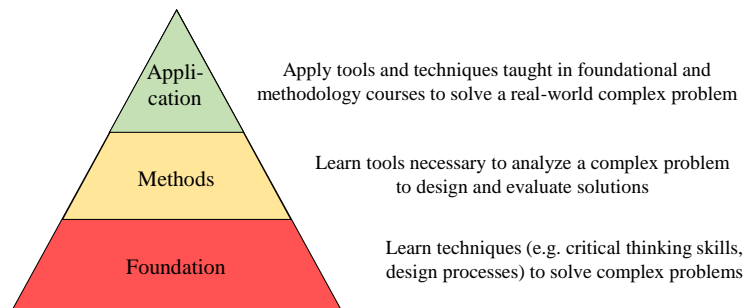 Appli-
cation
Apply tools and techniques taught in foundational and
methodology courses to solve a real-world complex problem
Methods
Learn tools necessary to analyze a complex problem
to design and evaluate solutions
Foundation
Learn techniques (e.g. critical thinking skills,
design processes) to solve complex problems